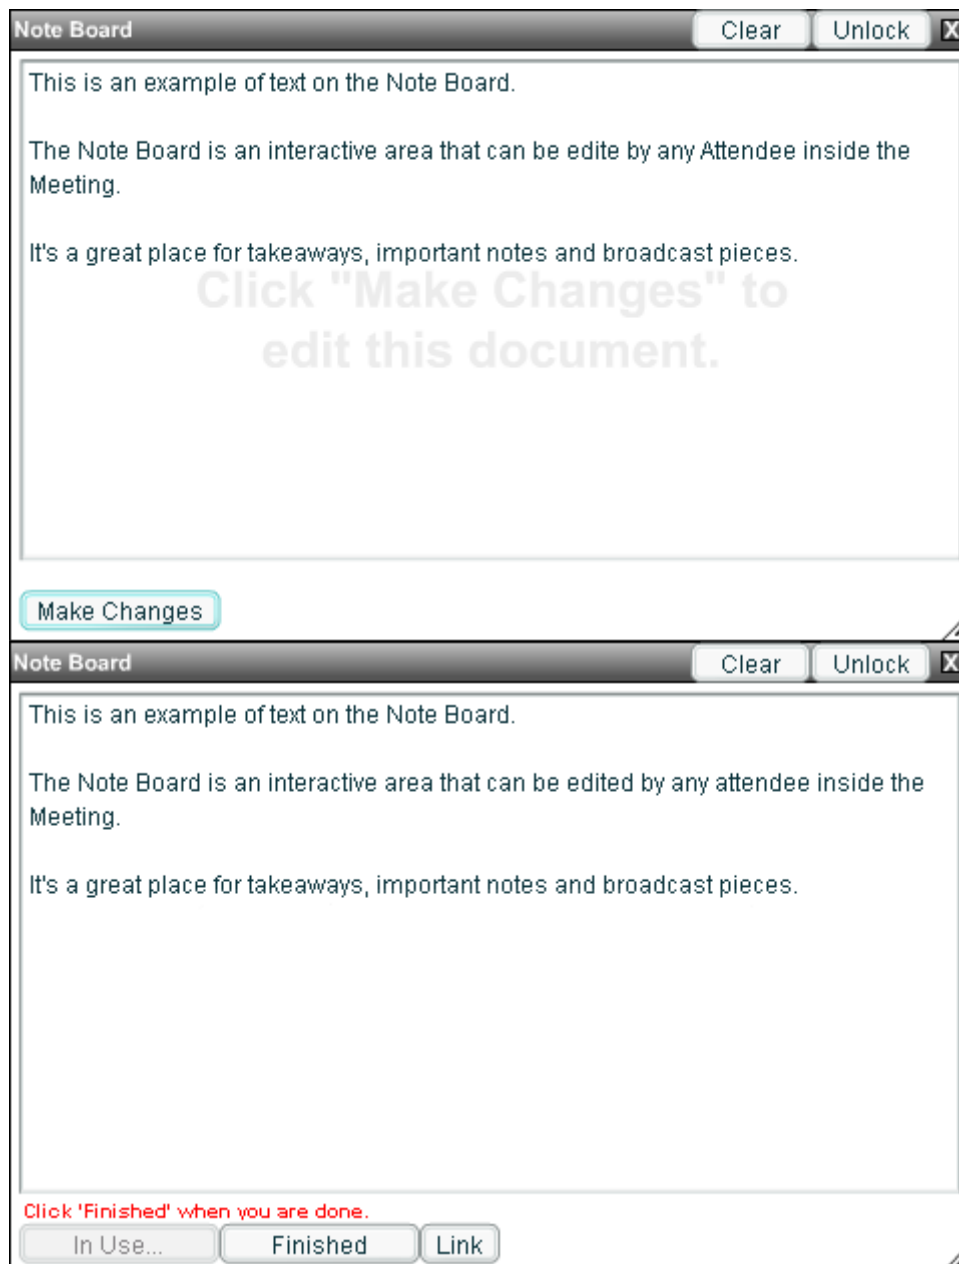 Note Board Clear Unlock X
This is an example of text on the Note Board.
The Note Board is an interactive area that can be edite by any Attendee inside the
Meeting.
It's a great place for takeaways, important notes and broadcast pieces.
Click "Make Changes" to
edit this document.
Make Changes
Note Board Clear Unlock X
This is an example of text on the Note Board.
The Note Board is an interactive area that can be edited by any attendee inside the
Meeting.
It's a great place for takeaways, important notes and broadcast pieces.
Click 'Finished' when you are done.
In Use... Finished Link